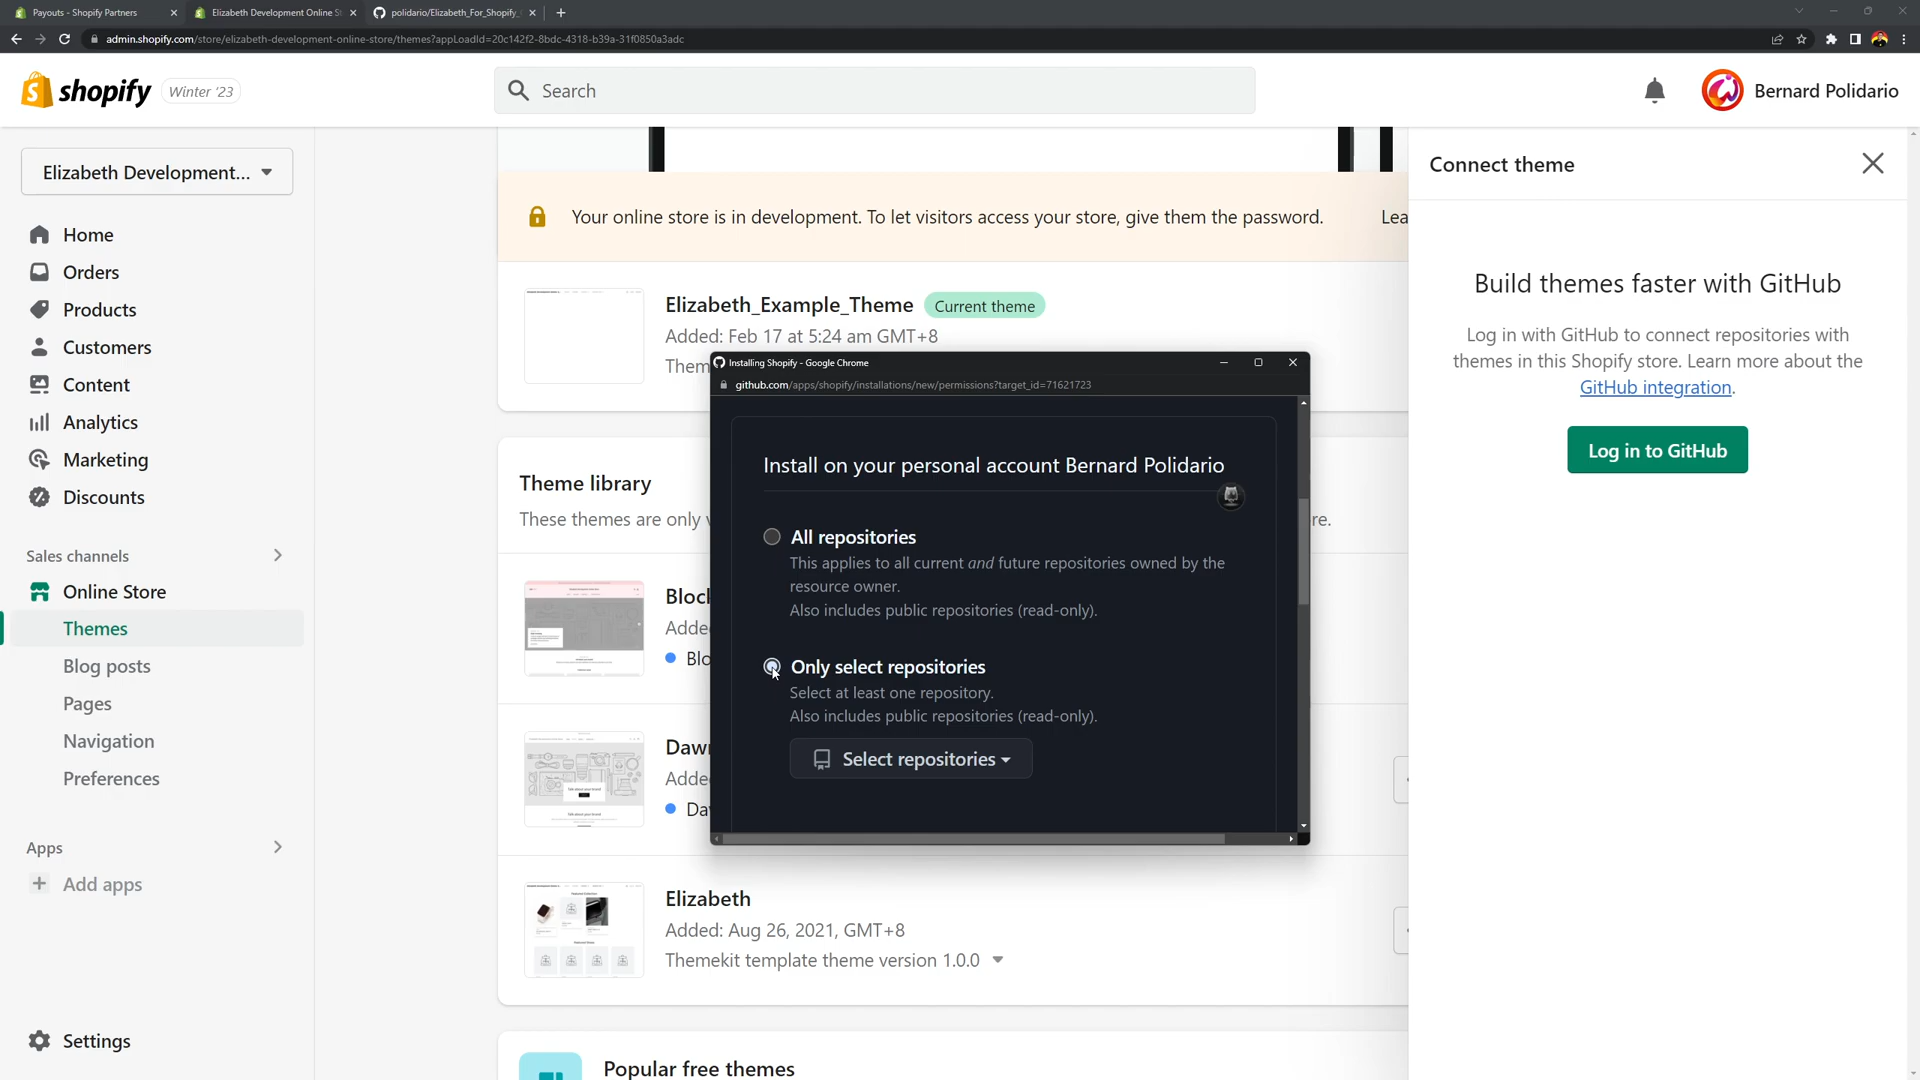 Payouts - Shopify Partners
Elizabeth Development Online S
polidario/Elizabeth_For_Shopify_
admin.shopify.com/store/elizabeth-development-online-store/themes?appLoadId=20c142f2-8bdc-4318-b39a-31f0850a3adc
shopify
Winter '23
Search
Bernard Polidario
Elizabeth Development...
Home
Orders
Products
Customers
Content
Analytics
Marketing
Discounts
Sales channels
Online Store
Themes
Blog posts
Pages
Navigation
Preferences
Apps
Add apps
Settings
Your online store is in development. To let visitors access your store, give them the password.
Lea
Elizabeth_Example_Theme
Current theme
Added: Feb 17 at 5:24 am GMT+8
Them
Theme library
These themes are only v
re.
Block
Adde
Blo
Dawn
Adde
Da
Elizabeth
Added: Aug 26, 2021, GMT+8
Themekit template theme version 1.0.0
Popular free themes
Installing Shopify - Google Chrome
github.com/apps/shopify/installations/new/permissions?target_id=71621723
Install on your personal account Bernard Polidario
All repositories
This applies to all current and future repositories owned by the
resource owner.
Also includes public repositories (read-only).
Only select repositories
Select at least one repository.
Also includes public repositories (read-only).
Select repositories
Connect theme
Build themes faster with GitHub
Log in with GitHub to connect repositories with
themes in this Shopify store. Learn more about the
GitHub integration.
Log in to GitHub